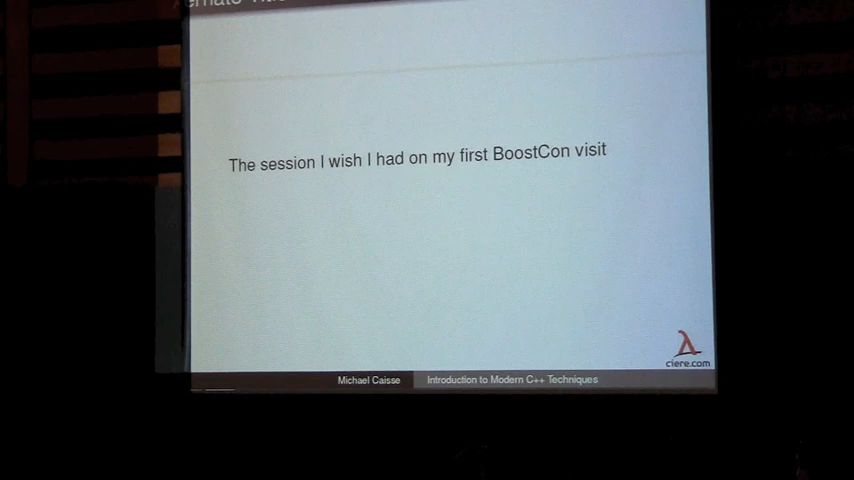 The session I wish I had on my first BoostCon visit
ciere.com
Michael Caisse
Introduction to Modern C++ Techniques